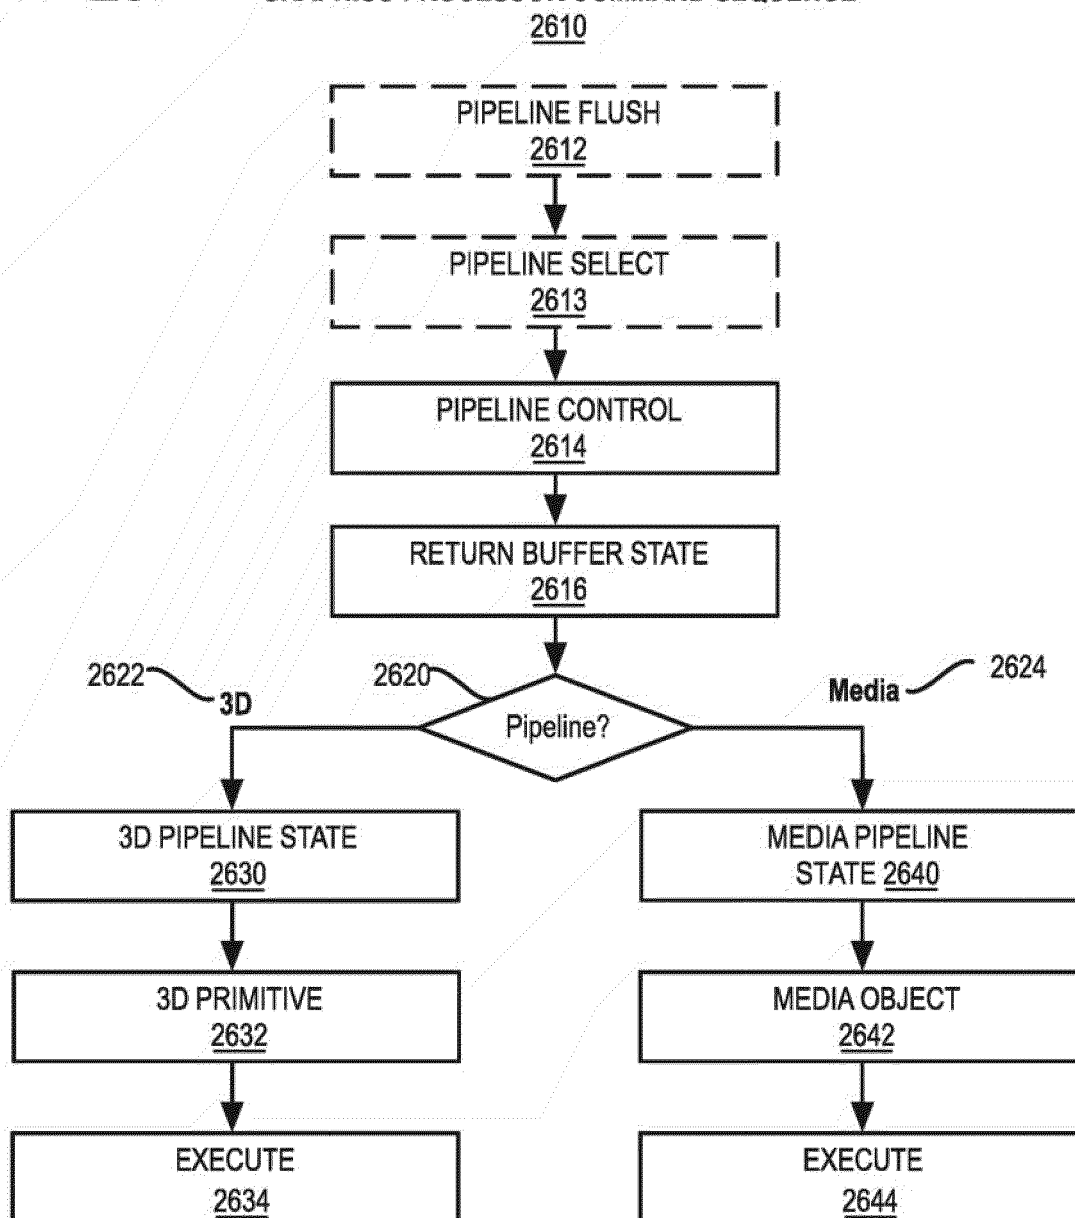 2610
PIPELINE FLUSH
2612
PIPELINE SELECT
2613
PIPELINE CONTROL
2614
RETURN BUFFER STATE
2616
2622
3D
2620
Pipeline?
Media
2624
3D PIPELINE STATE
2630
MEDIA PIPELINE
STATE 2640
3D PRIMITIVE
2632
MEDIA OBJECT
2642
EXECUTE
2634
EXECUTE
2644